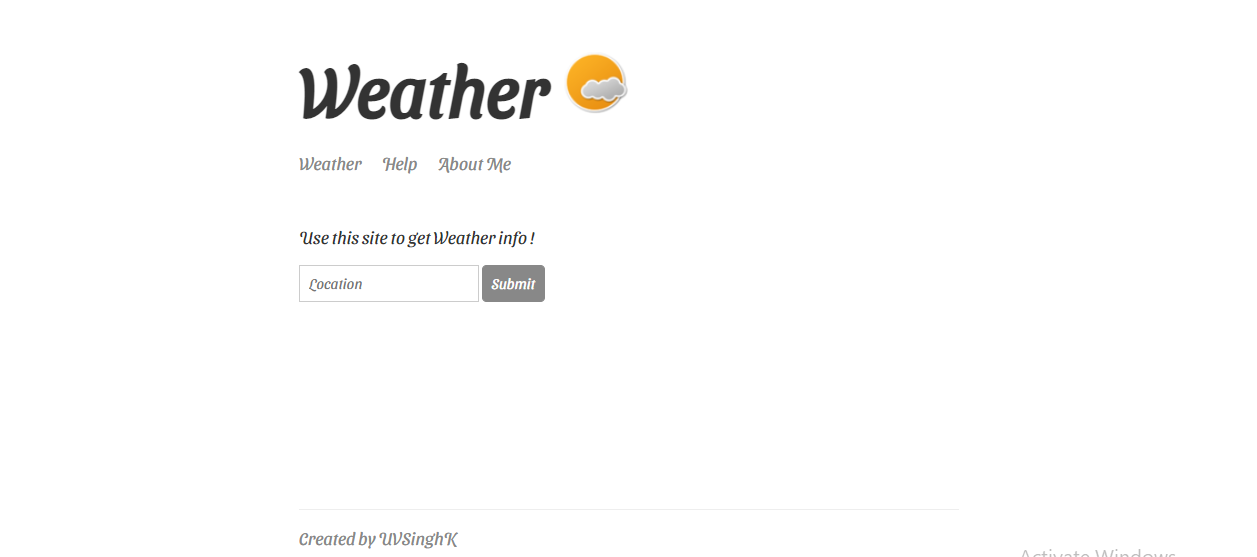 Weather
Weather Help About Me
Use this site to get Weather info !
Location Submit
Created by UVSinghK
Activate Windows